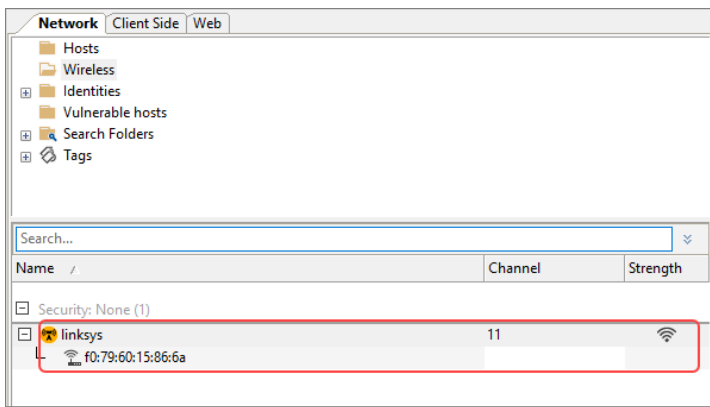 Network Client Side Web
Hosts
Wireless
Identities
Vulnerable hosts
Search Folders
Tags
Search...
Name Channel Strength
Security: None (1)
linksys 11
f0:79:60:15:86:6a